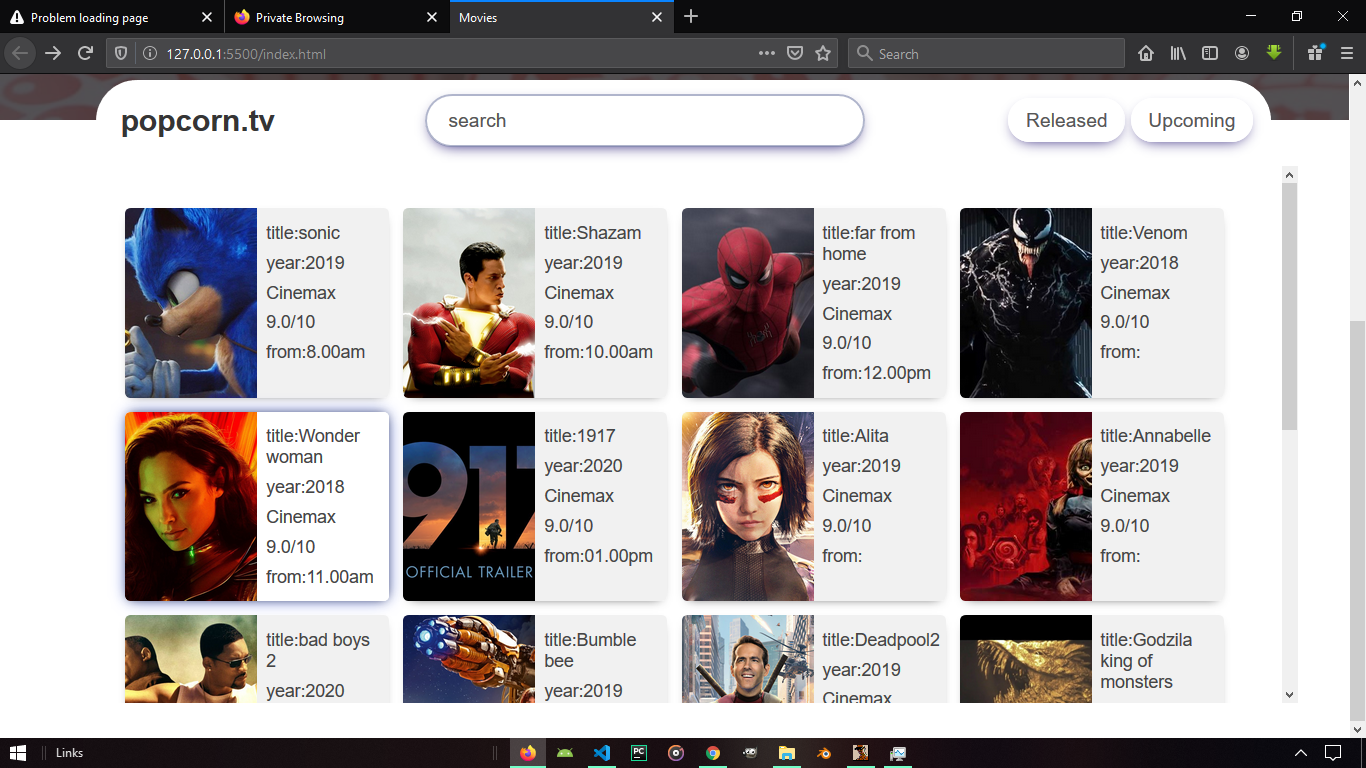 Problem loading page
Private Browsing
Movies
127.0.0.1:5500/index.html
Search
popcorn.tv
search
Released
Upcoming
title:sonic
year:2019
Cinemax
9.0/10
from:8.00am
title:Shazam
year:2019
Cinemax
9.0/10
from:10.00am
title:far from
home
year:2019
Cinemax
9.0/10
from:12.00pm
title:Venom
year:2018
Cinemax
9.0/10
from:
title:Wonder
woman
year:2018
Cinemax
9.0/10
from:11.00am
917
OFFICIAL TRAILER
title:1917
year:2020
Cinemax
9.0/10
from:01.00pm
title:Alita
year:2019
Cinemax
9.0/10
from:
title:Annabelle
year:2019
Cinemax
9.0/10
from:
title:bad boys
2
year:2020
title:Bumble
bee
year:2019
title:Deadpool2
year:2019
Cinemax
title:Godzila
king of
monsters
Links
PC